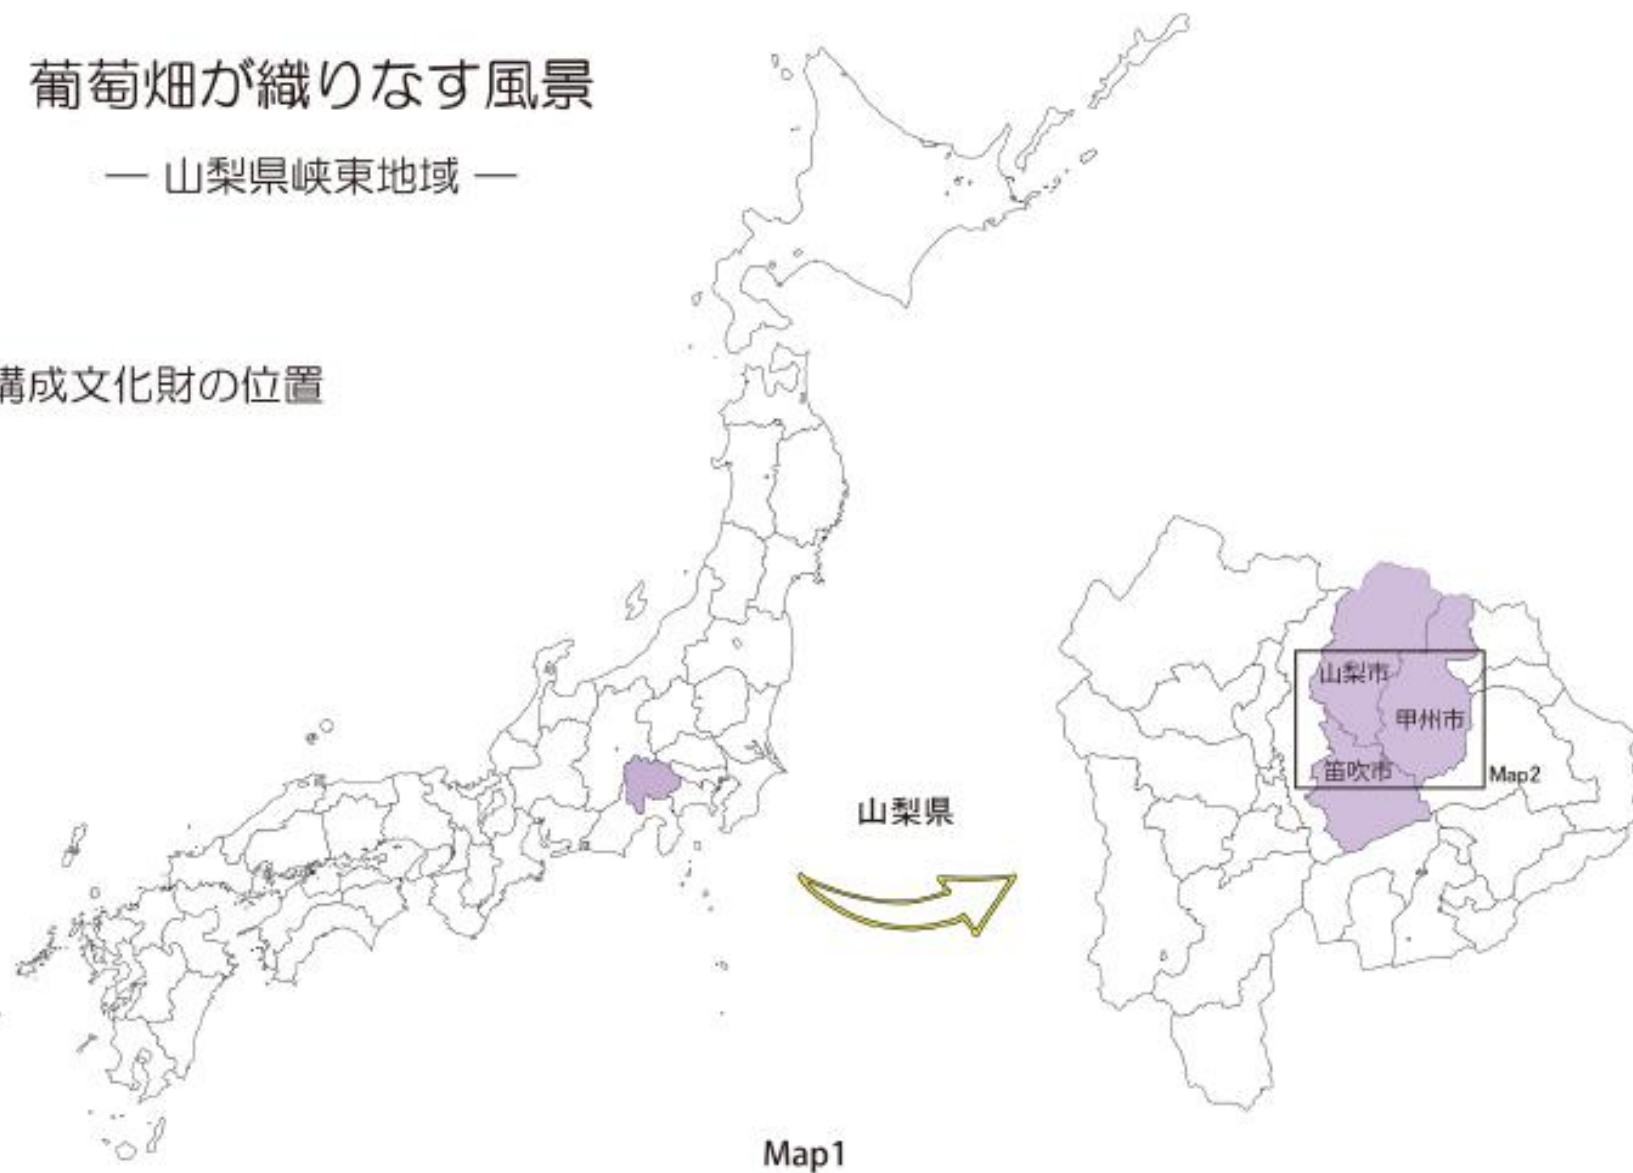 葡萄畑が織りなす風景
― 山梨県峡東地域 ―
構成文化財の位置
山梨市
甲州市
笛吹市
Map2
山梨県
Map1